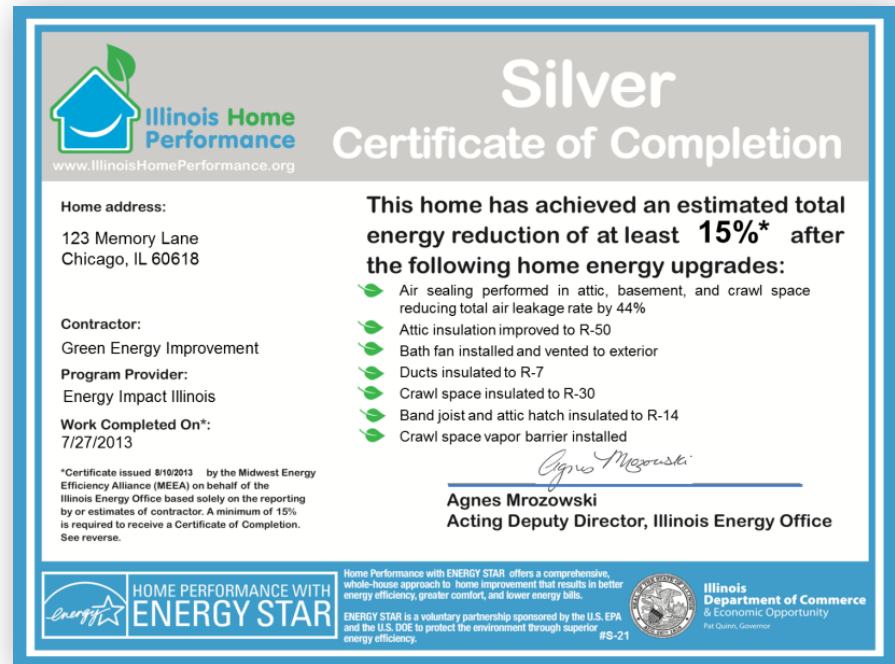 Illinois Home
Performance
www.IllinoisHomePerformance.org
Silver
Certificate of Completion
Home address:
123 Memory Lane
Chicago, IL 60618
Contractor:
Green Energy Improvement
Program Provider:
Energy Impact Illinois
Work Completed On*:
7/27/2013
*Certificate issued 8/10/2013 by the Midwest Energy
Efficiency Alliance (MEEA) on behalf of the
Illinois Energy Office based solely on the reporting
by or estimates of contractor. A minimum of 15%
is required to receive a Certificate of Completion.
See reverse.
This home has achieved an estimated total
energy reduction of at least 15%* after
the following home energy upgrades:
Air sealing performed in attic, basement, and crawl space
reducing total air leakage rate by 44%
Attic insulation improved to R-50
Bath fan installed and vented to exterior
Ducts insulated to R-7
Crawl space insulated to R-30
Band joist and attic hatch insulated to R-14
Crawl space vapor barrier installed
Agnes Mrozowski
Agnes Mrozowski
Acting Deputy Director, Illinois Energy Office
energy
HOME PERFORMANCE WITH
ENERGY STAR
Home Performance with ENERGY STAR offers a comprehensive,
whole-house approach to home improvement that results in better
energy efficiency, greater comfort, and lower energy bills.
ENERGY STAR is a voluntary partnership sponsored by the U.S. EPA
and the U.S. DOE to protect the environment through superior
energy efficiency.
#S-21
Illinois
Department of Commerce
& Economic Opportunity
Pat Quinn, Governor